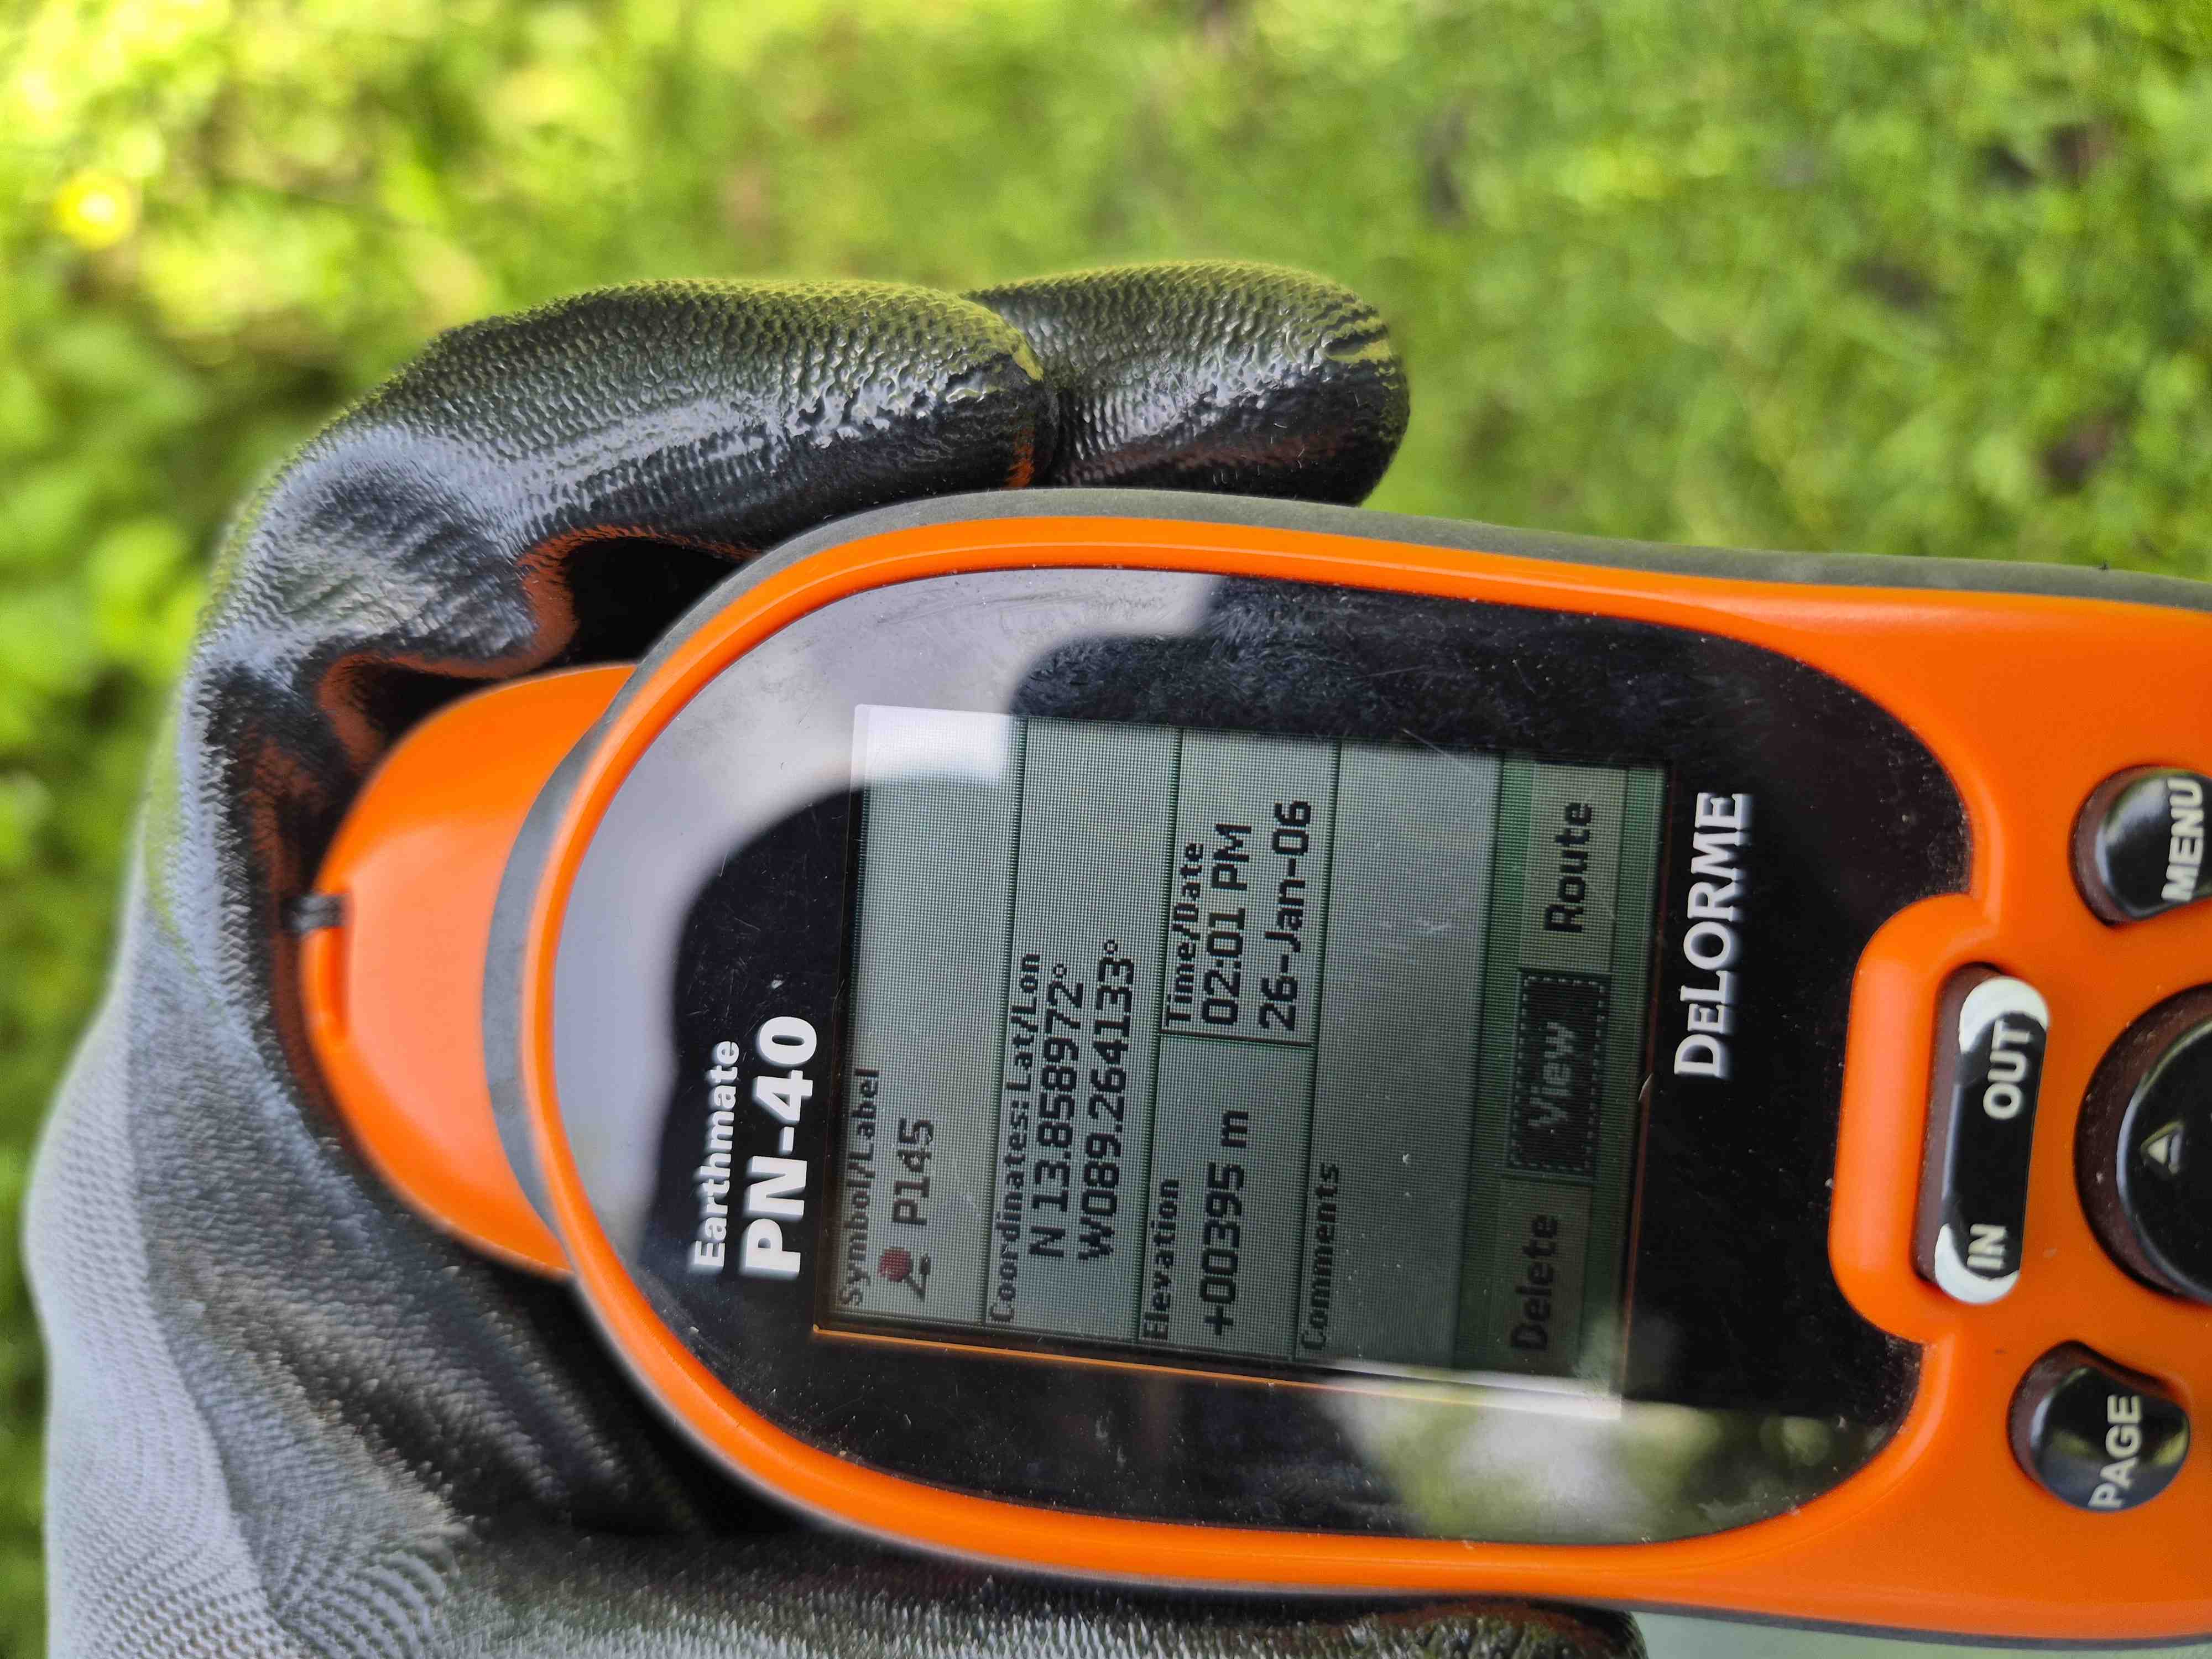 Earthmate
PN-40
Symbol/Label
P145
Coordinates:Lat/Lon
N 13.858972°
W089.264133°
Elevation
+00395 m
Time/Date
02:01 PM
26-Jan-06
Comments
Delete
View
Route
DELORME
PAGE
IN
OUT
MENU